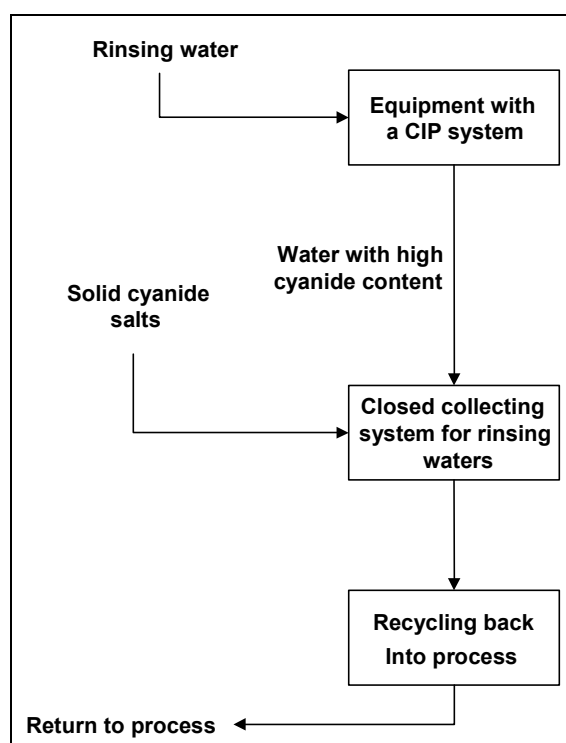 Rinsing water
Equipment with
a CIP system
Water with high
cyanide content
Solid cyanide
salts
Closed collecting
system for rinsing
waters
Recycling back
Into process
Return to process